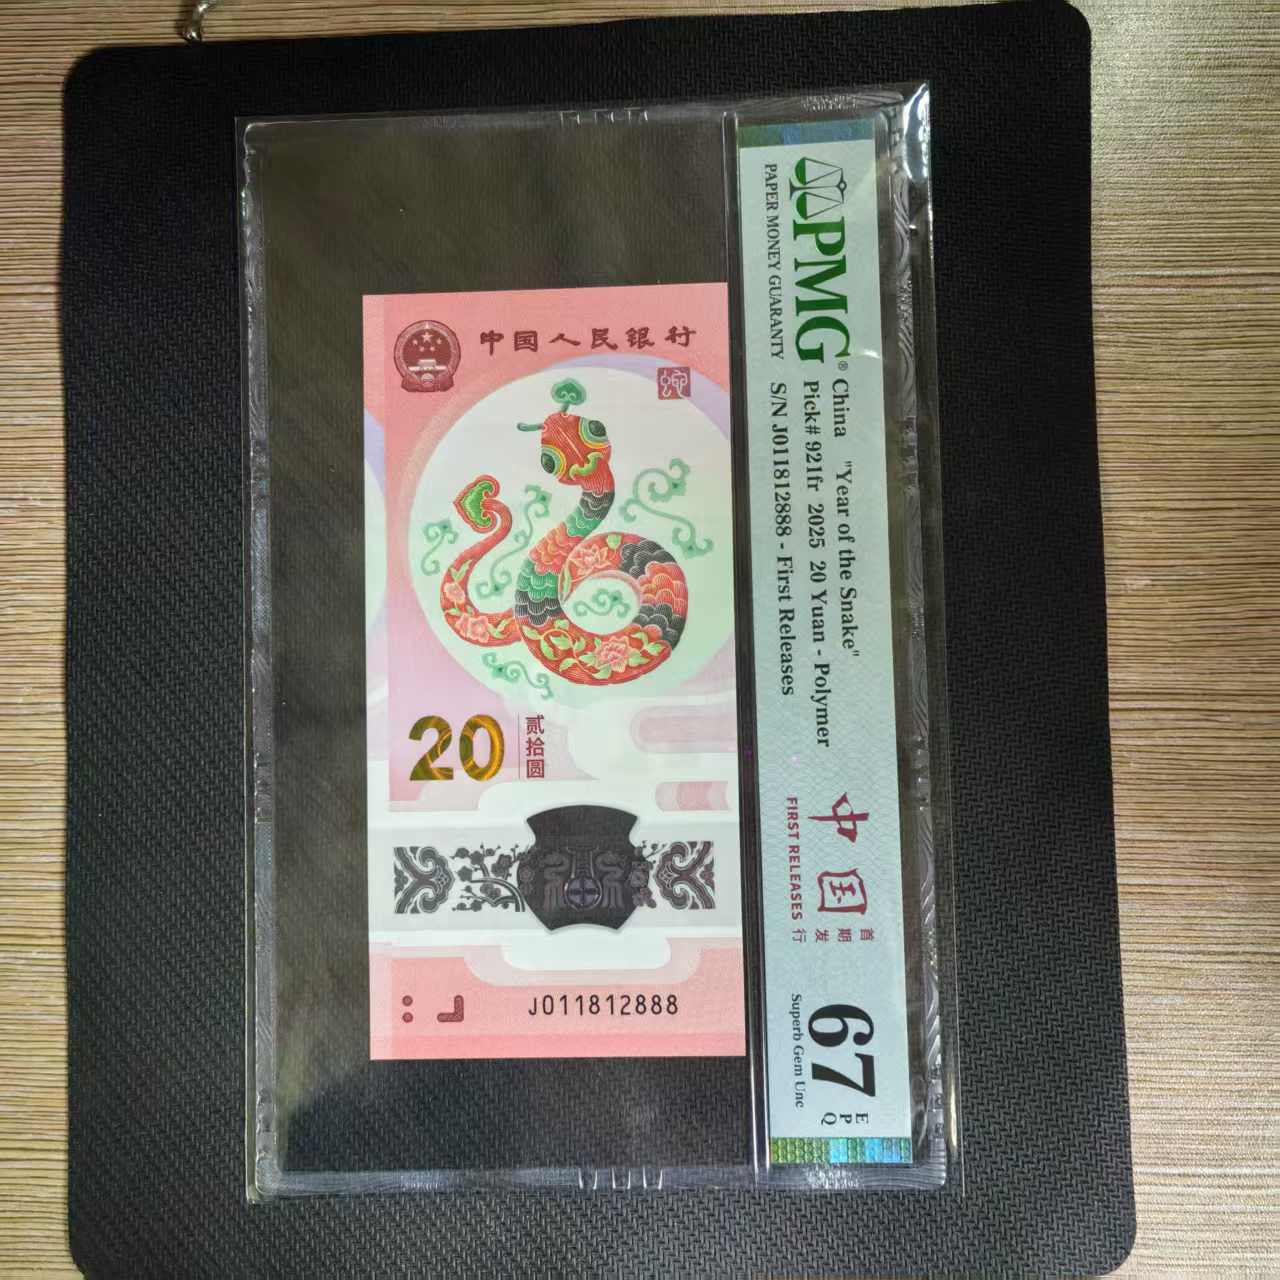 中国人民银行
蛇
20
贰拾圆
J011812888
PMG®
PAPER MONEY GUARANTY
China "Year of the Snake"
Pick# 921fr 2025 20 Yuan - Polymer
S/N J011812888 - First Releases
中国
首期发行
FIRST RELEASES
67 EPQ
Superb Gem Unc